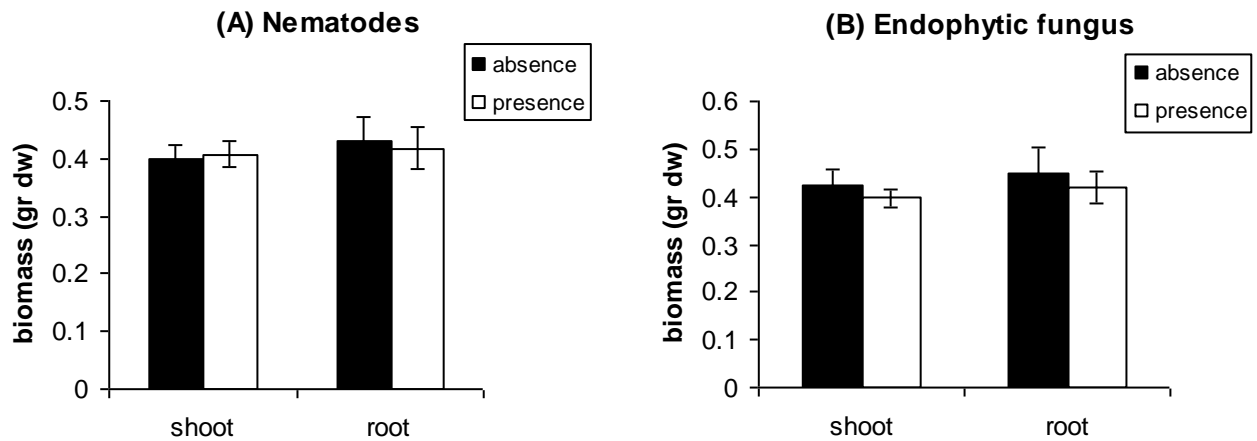 (A) Nematodes
absence
presence
biomass (gr dw)
0.5
0.4
0.3
0.2
0.1
0
shoot root
(B) Endophytic fungus
absence
presence
biomass (gr dw)
0.6
0.5
0.4
0.3
0.2
0.1
0
shoot root